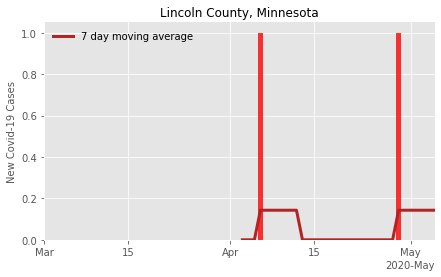 Lincoln County, Minnesota
7 day moving average
New Covid-19 Cases
1.0
0.8
0.6
0.4
0.2
0.0
Mar
15
Apr
15
May
2020-May